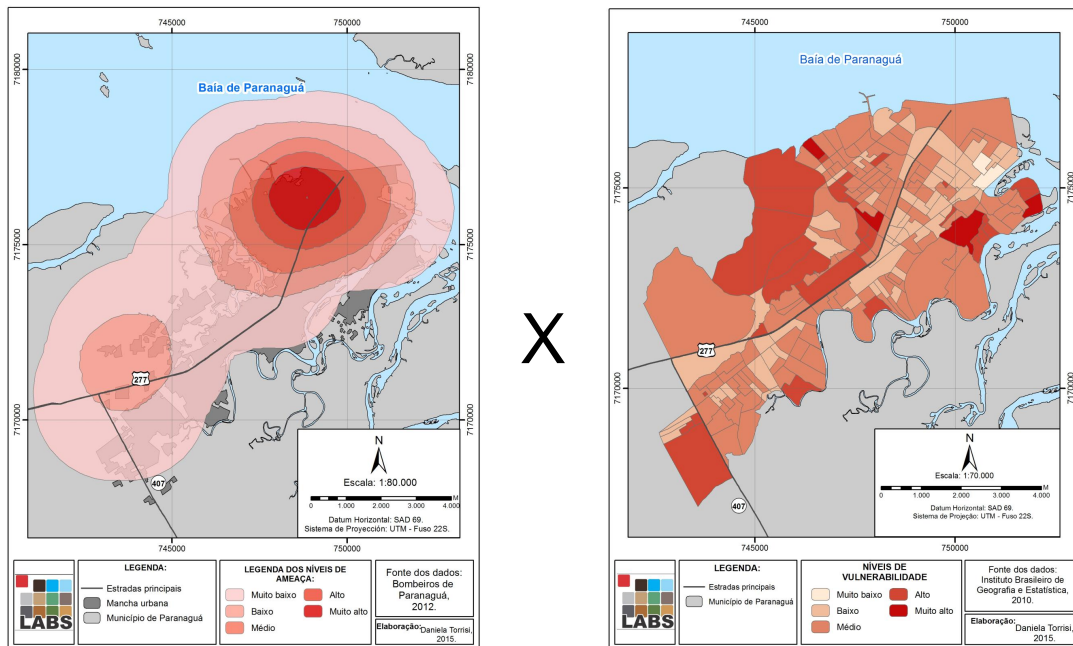 745000
750000
7180000
7175000
7170000
Baía de Paranaguá
277
407
N
Escala: 1:80.000
0 1.000 2.000 3.000 4.000 M
Datum Horizontal: SAD 69.
Sistema de Proyección: UTM - Fuso 22S.
745000
750000
LABS
LEGENDA:
Estradas principais
Mancha urbana
Município de Paranaguá
LEGENDA DOS NÍVEIS DE
AMEAÇA:
Muito baixo
Baixo
Médio
Alto
Muito alto
Fonte dos dados:
Bombeiros de
Paranaguá,
2012.
Elaboração: Daniela Torrisi,
2015.
X
745000
750000
7175000
7170000
Baía de Paranaguá
277
407
N
Escala: 1:70.000
0 1.000 2.000 3.000 4.000 M
Datum Horizontal: SAD 69.
Sistema de Projeção: UTM - Fuso 22S.
7175000
7170000
745000
750000
LABS
LEGENDA:
Estradas principais
Município de Paranaguá
NÍVEIS DE
VULNERABILIDADE
Muito baixo
Baixo
Médio
Alto
Muito alto
Fonte dos dados:
Instituto Brasileiro de
Geografia e Estatística,
2010.
Elaboração: Daniela Torrisi,
2015.